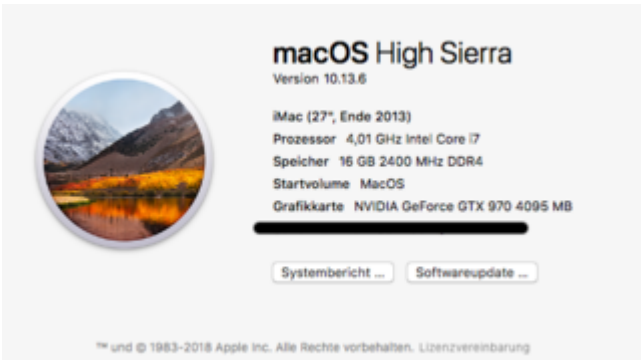 macOS High Sierra
Version 10.13.6
iMac (27", Ende 2013)
Prozessor 4,01 GHz Intel Core i7
Speicher 16 GB 2400 MHz DDR4
Startvolume MacOS
Grafikkarte NVIDIA GeForce GTX 970 4095 MB
Systembericht ... Softwareupdate ...
™ und © 1983-2018 Apple Inc. Alle Rechte vorbehalten. Lizenzvereinbarung